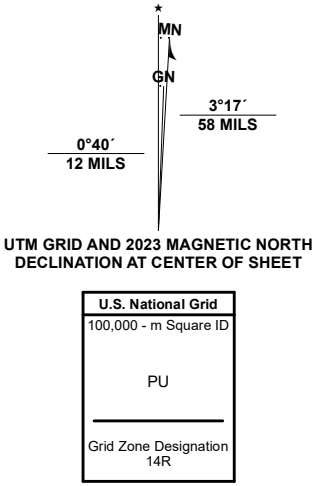 ★
MN
GN
3°17´
58 MILS
0°40´
12 MILS
UTM GRID AND 2023 MAGNETIC NORTH
DECLINATION AT CENTER OF SHEET
U.S. National Grid
100,000 - m Square ID
PU
Grid Zone Designation
14R